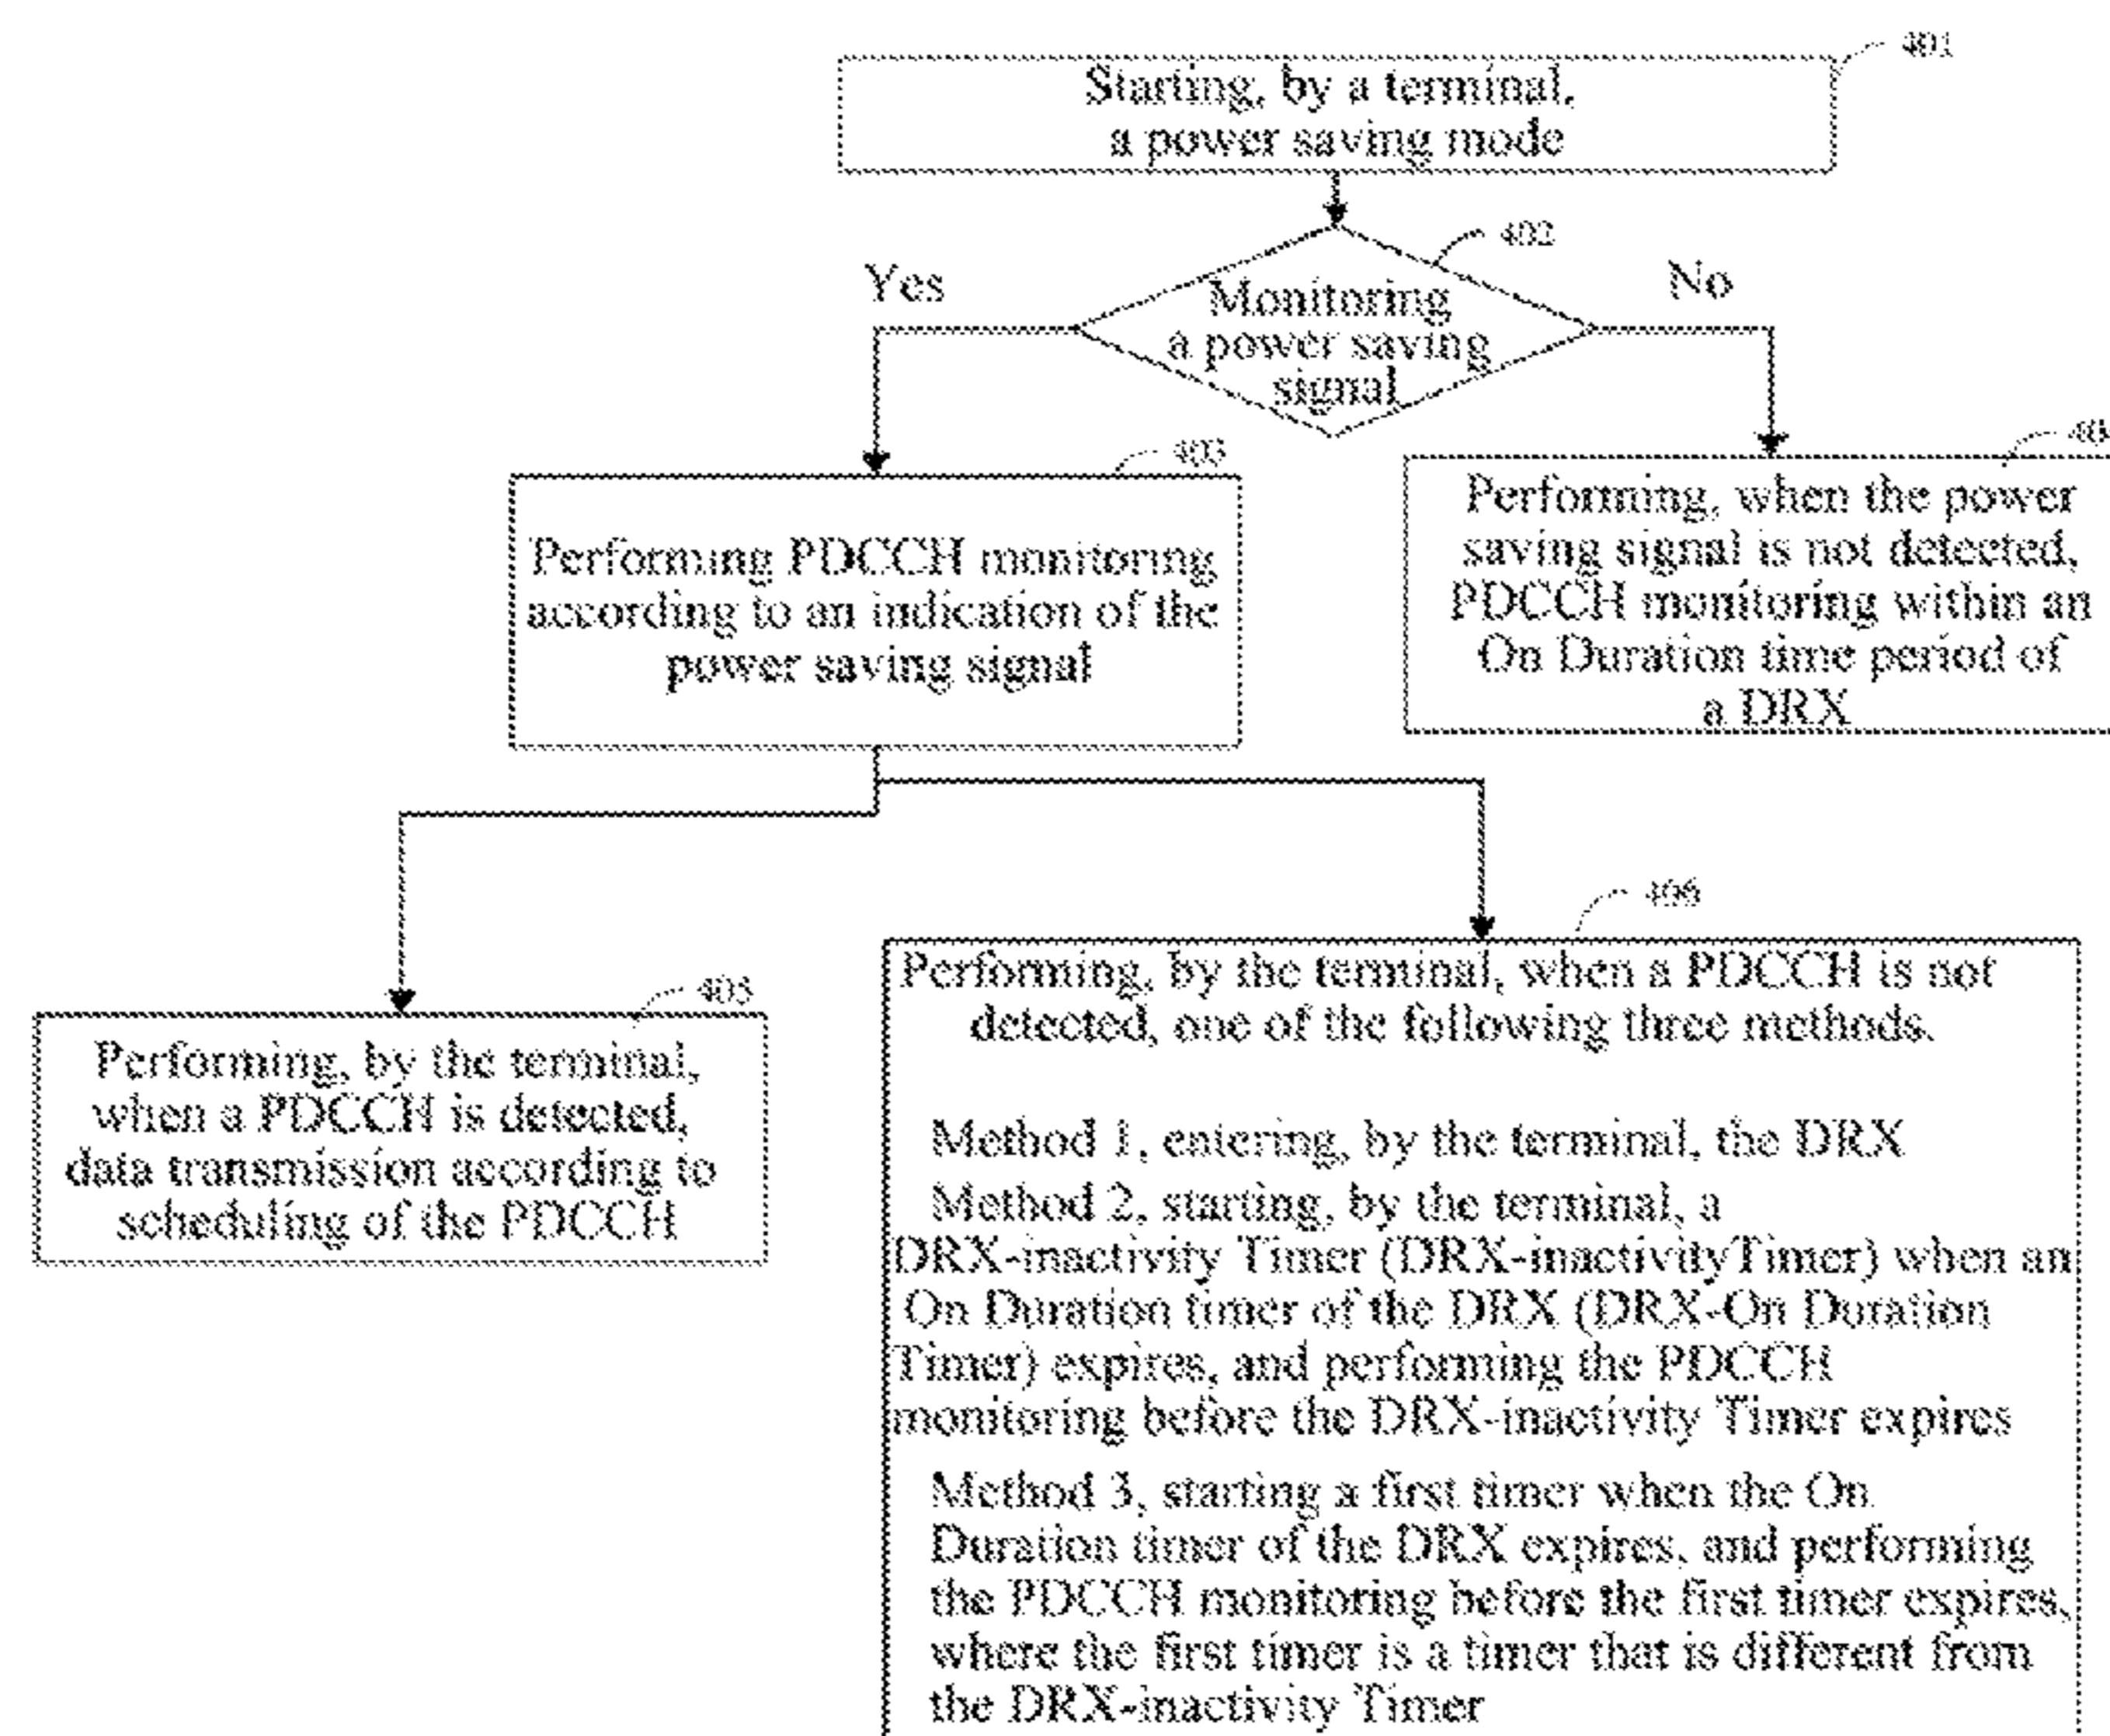 401
Starting, by a terminal,
a power saving mode
402
Yes
No
Monitoring
a power saving
signal
403
Performing PDCCH monitoring
according to an indication of the
power saving signal
Performing, when the power
saving signal is not detected,
PDCCH monitoring within an
On Duration time period of
a DRX
405
Performing, by the terminal,
when a PDCCH is detected,
data transmission according to
scheduling of the PDCCH
406
Performing, by the terminal, when a PDCCH is not
detected, one of the following three methods.
Method 1, entering, by the terminal, the DRX
Method 2, starting, by the terminal, a
DRX-inactivity Timer (DRX-inactivityTimer) when an
On Duration timer of the DRX (DRX-On Duration
Timer) expires, and performing the PDCCH
monitoring before the DRX-inactivity Timer expires
Method 3, starting a first timer when the On
Duration timer of the DRX expires, and performing
the PDCCH monitoring before the first timer expires,
where the first timer is a timer that is different from
the DRX-inactivity Timer